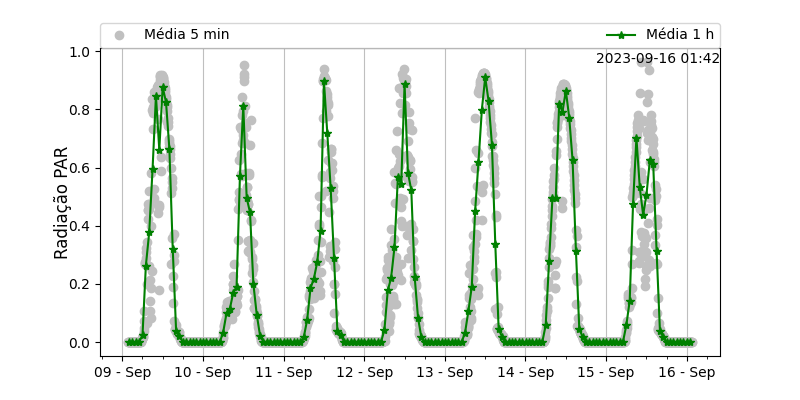 Média 5 min
Média 1 h
2023-09-16 01:42
1.0
0.8
0.6
0.4
0.2
0.0
Radiação PAR
09 - Sep
10 - Sep
11 - Sep
12 - Sep
13 - Sep
14 - Sep
15 - Sep
16 - Sep